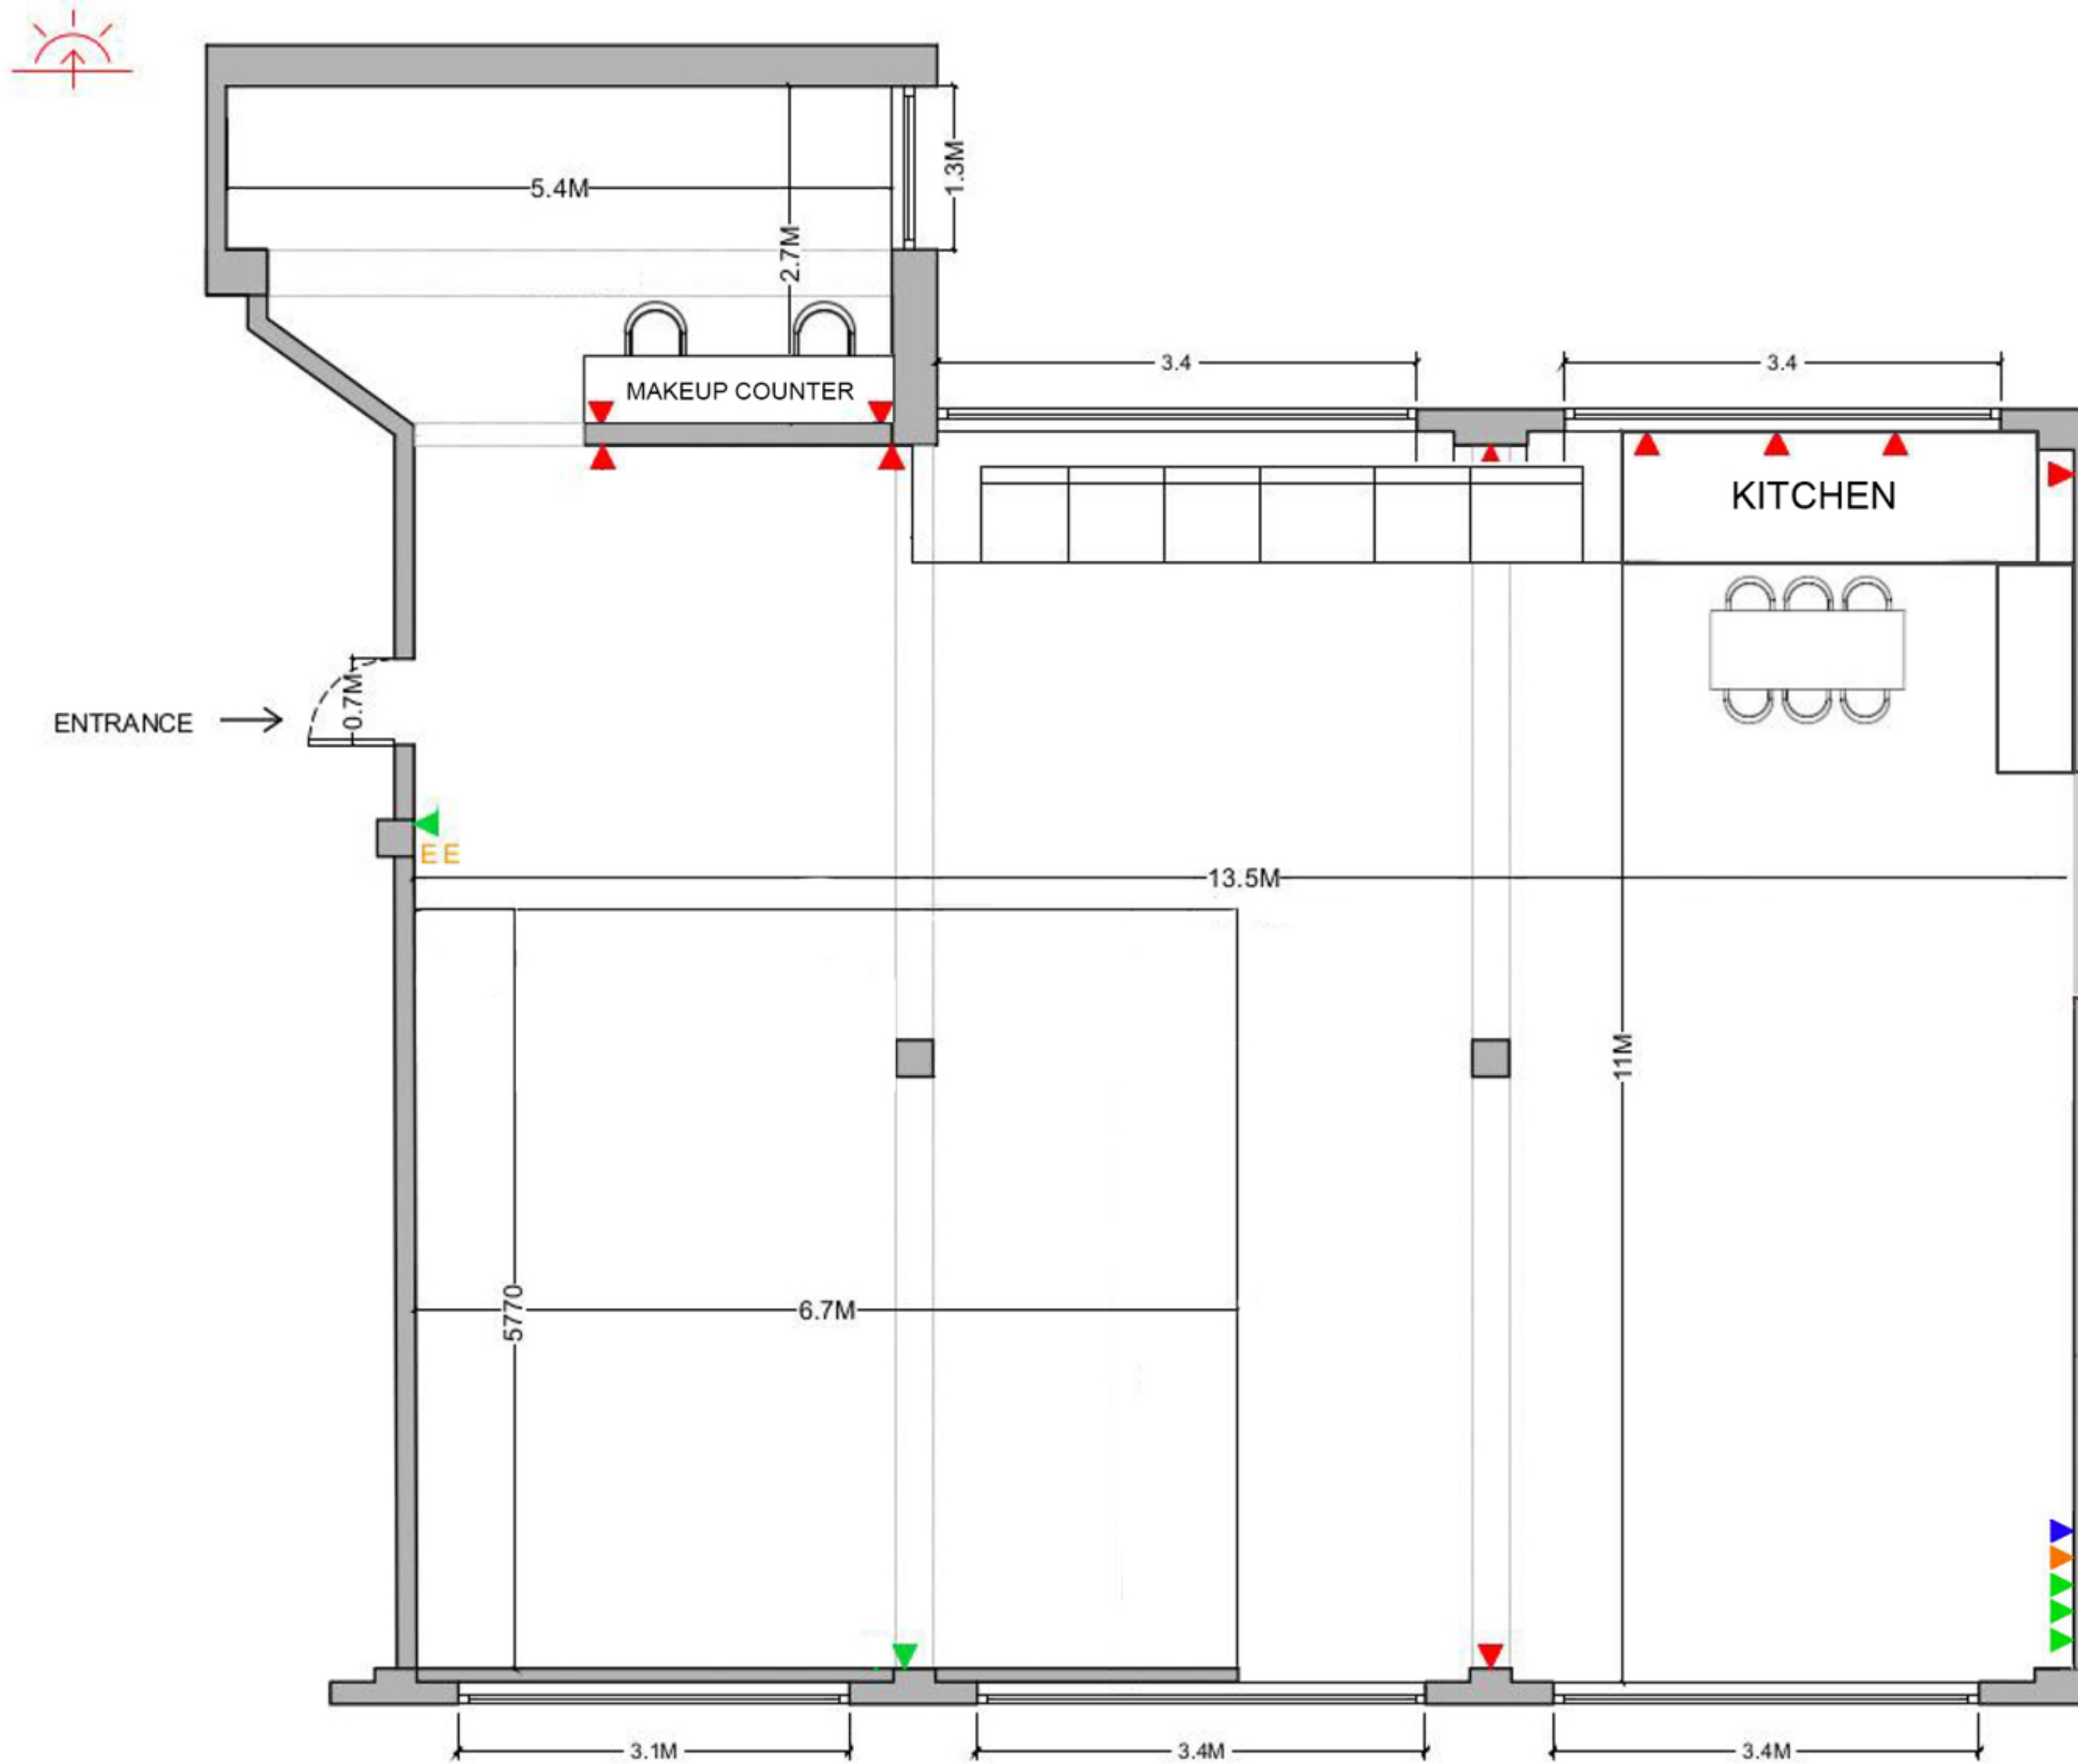 1.3M
5.4M
2.7M
3.4
3.4
MAKEUP COUNTER
KITCHEN
0.7M
ENTRANCE
EE
13.5M
11M
5770
6.7M
3.1M
3.4M
3.4M